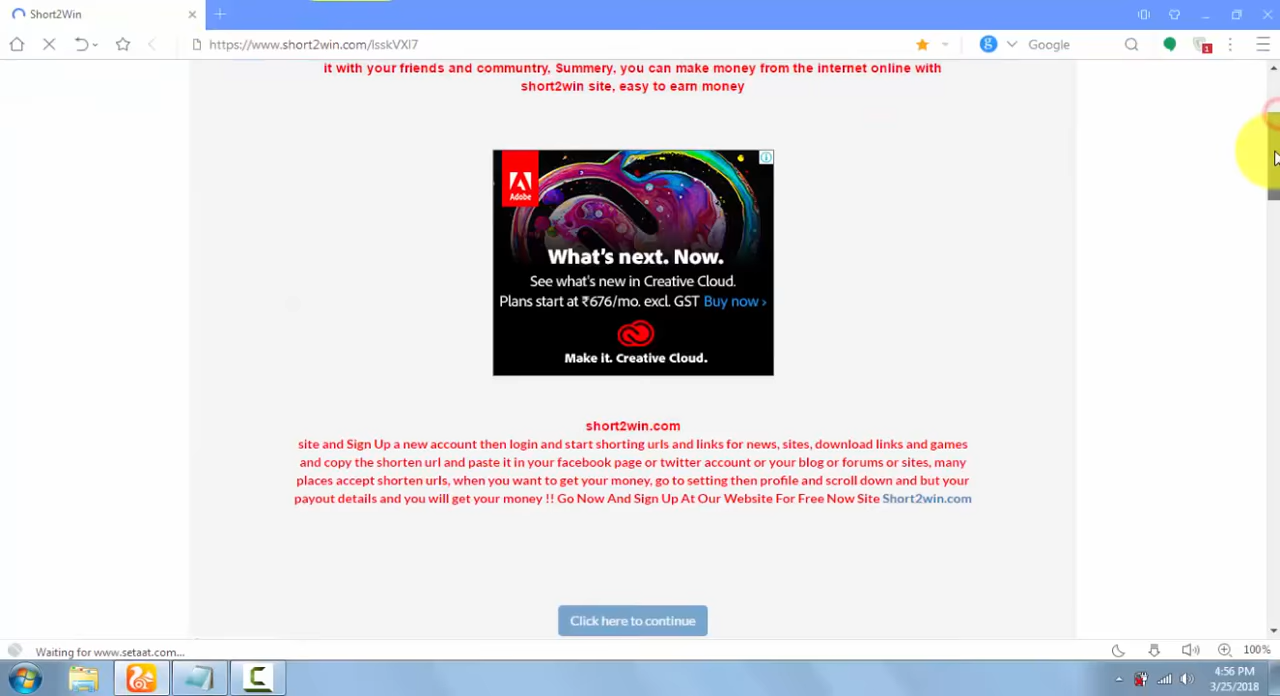 Short2Win
https://www.short2win.com/lsskVXl7
Google
1
it with your friends and communtry, Summery, you can make money from the internet online with
short2win site, easy to earn money
Adobe
What's next. Now.
See what's new in Creative Cloud.
Plans start at ₹676/mo. excl. GST Buy now ›
Make it. Creative Cloud.
short2win.com
site and Sign Up a new account then login and start shorting urls and links for news, sites, download links and games
and copy the shorten url and paste it in your facebook page or twitter account or your blog or forums or sites, many
places accept shorten urls, when you want to get your money, go to setting then profile and scroll down and but your
payout details and you will get your money !! Go Now And Sign Up At Our Website For Free Now Site Short2win.com
Click here to continue
Waiting for www.setaat.com...
100%
4:56 PM
3/25/2018